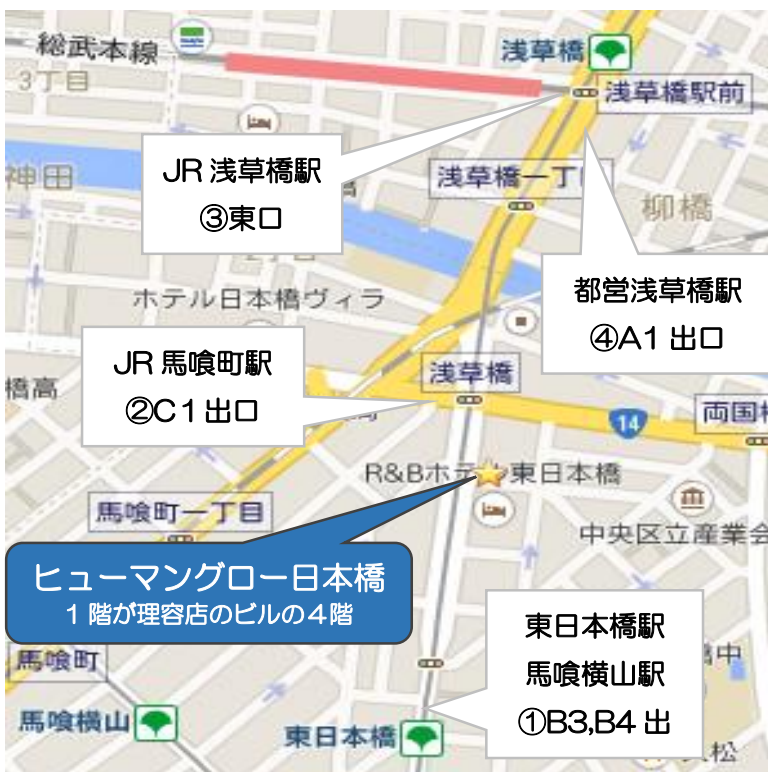 総武本線
浅草橋
3丁目
浅草橋駅前
JR 浅草橋駅
③東口
神田
浅草橋一丁
柳橋
ホテル日本橋ヴィラ
都営浅草橋駅
④A1 出口
JR 馬喰町駅
②C1出口
浅草橋
橋高
14
両国
R&Bホテ
東日本橋
馬喰町一丁目
中央区立産業会
ヒューマングロー日本橋
1 階が理容店のビルの4階
東日本橋駅
馬喰横山駅
①B3,B4 出
馬喰町
橋中
馬喰横山
東日本橋
松